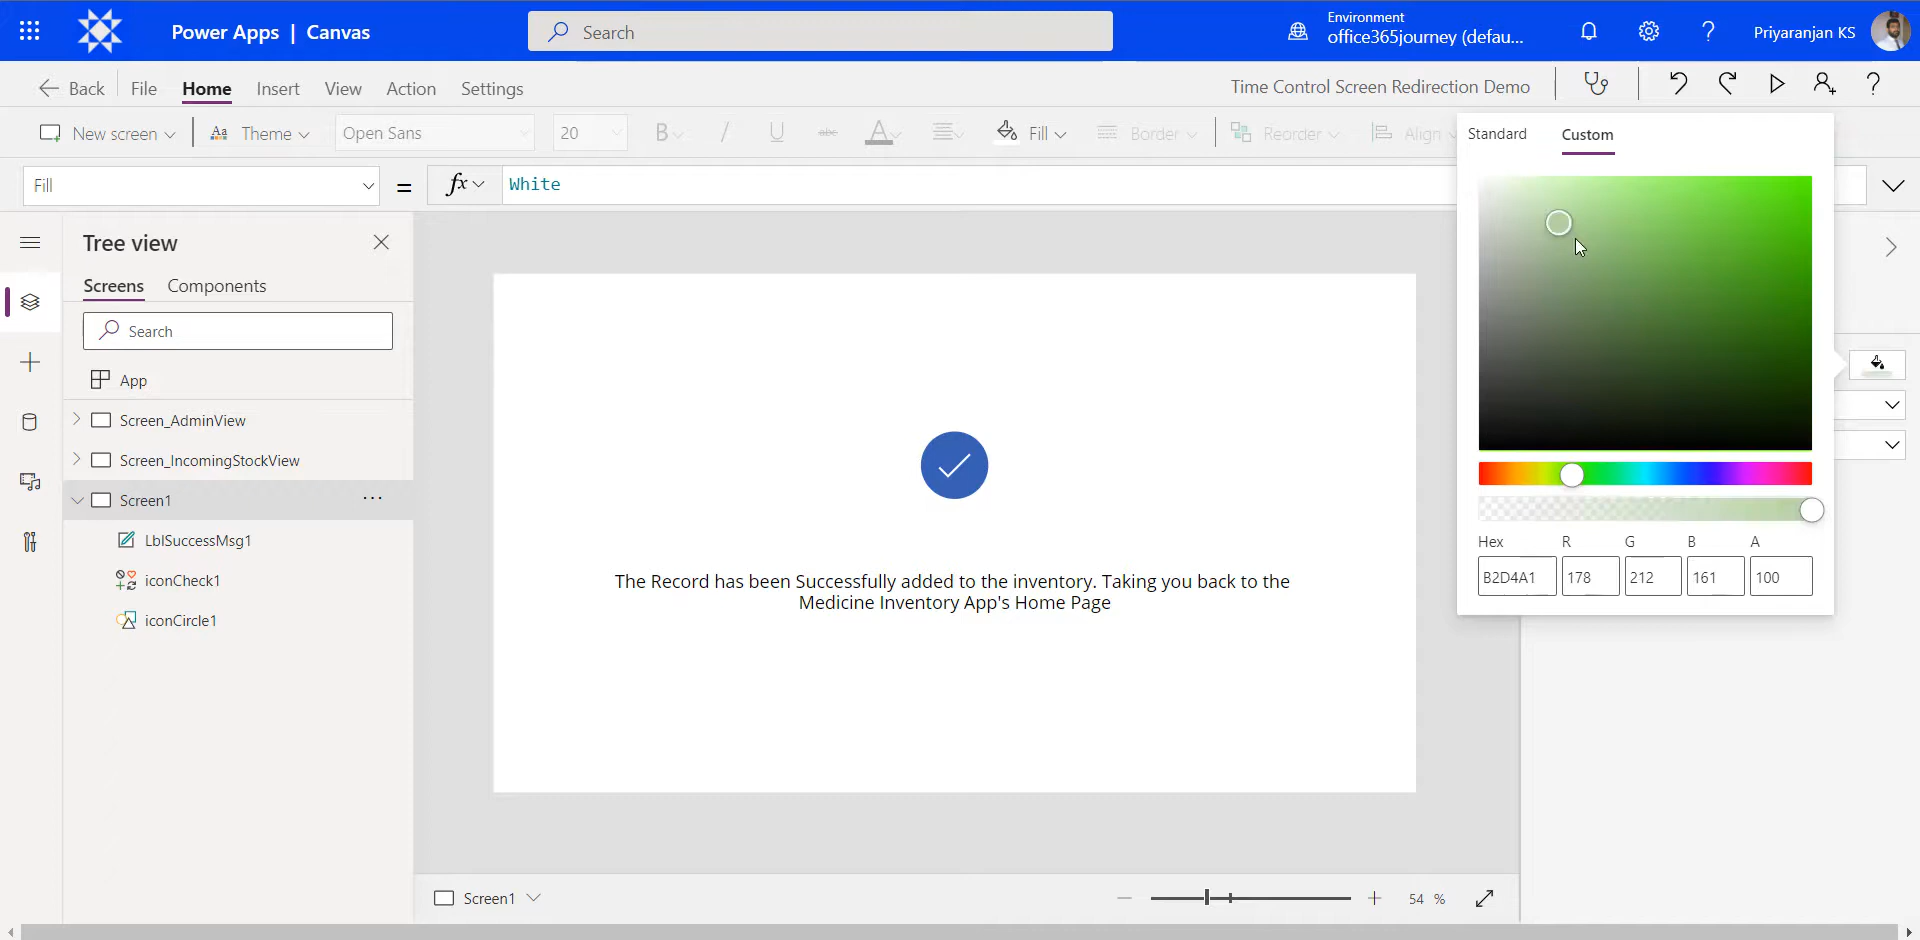 Power Apps | Canvas
Search
Environment
office365journey (defau...
Priyaranjan KS
Back
File
Home
Insert
View
Action
Settings
Time Control Screen Redirection Demo
New screen
Theme
Open Sans
20
B
abc
A
Fill
Border
Reorder
Align
Standard
Custom
Fill
=
fx
White
Tree view
Screens
Components
Search
App
Screen_AdminView
Screen_IncomingStockView
Screen1
LblSuccessMsg1
iconCheck1
iconCircle1
The Record has been Successfully added to the inventory. Taking you back to the
Medicine Inventory App's Home Page
Hex
R
G
B
A
B2D4A1
178
212
161
100
Screen1
54 %